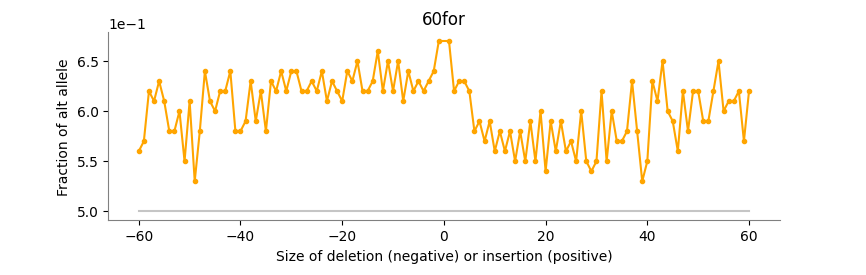 60for
1e−1
6.5
6.0
5.5
5.0
Fraction of alt allele
−60 −40 −20 0 20 40 60
Size of deletion (negative) or insertion (positive)